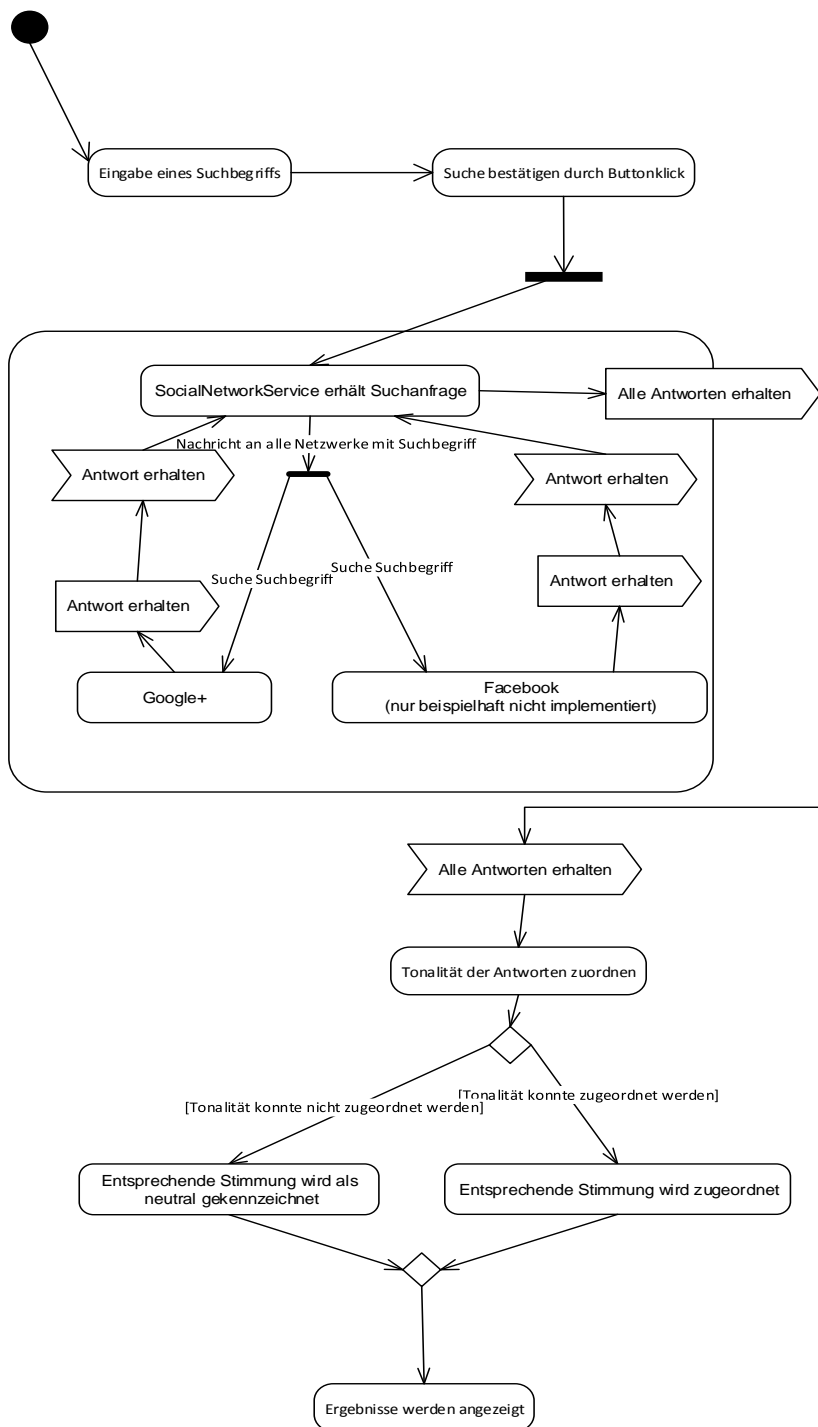 Eingabe eines Suchbegriffs
Suche bestätigen durch Buttonklick
SocialNetworkService erhält Suchanfrage
Alle Antworten erhalten
Nachricht an alle Netzwerke mit Suchbegriff
Antwort erhalten
Antwort erhalten
Suche Suchbegriff
Suche Suchbegriff
Antwort erhalten
Antwort erhalten
Google+
Facebook
(nur beispielhaft nicht implementiert)
Alle Antworten erhalten
Tonalität der Antworten zuordnen
[Tonalität konnte nicht zugeordnet werden]
[Tonalität konnte zugeordnet werden]
Entsprechende Stimmung wird als
neutral gekennzeichnet
Entsprechende Stimmung wird zugeordnet
Ergebnisse werden angezeigt